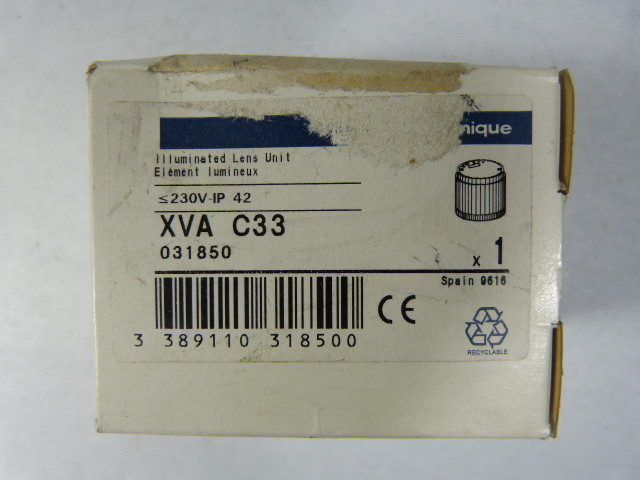 nique
Illuminated Lens Unit
Elément lumineux
≤230V-IP 42
XVA C33
031850
x 1
Spain 9616
CE
3 389110 318500
RECYCLABLE